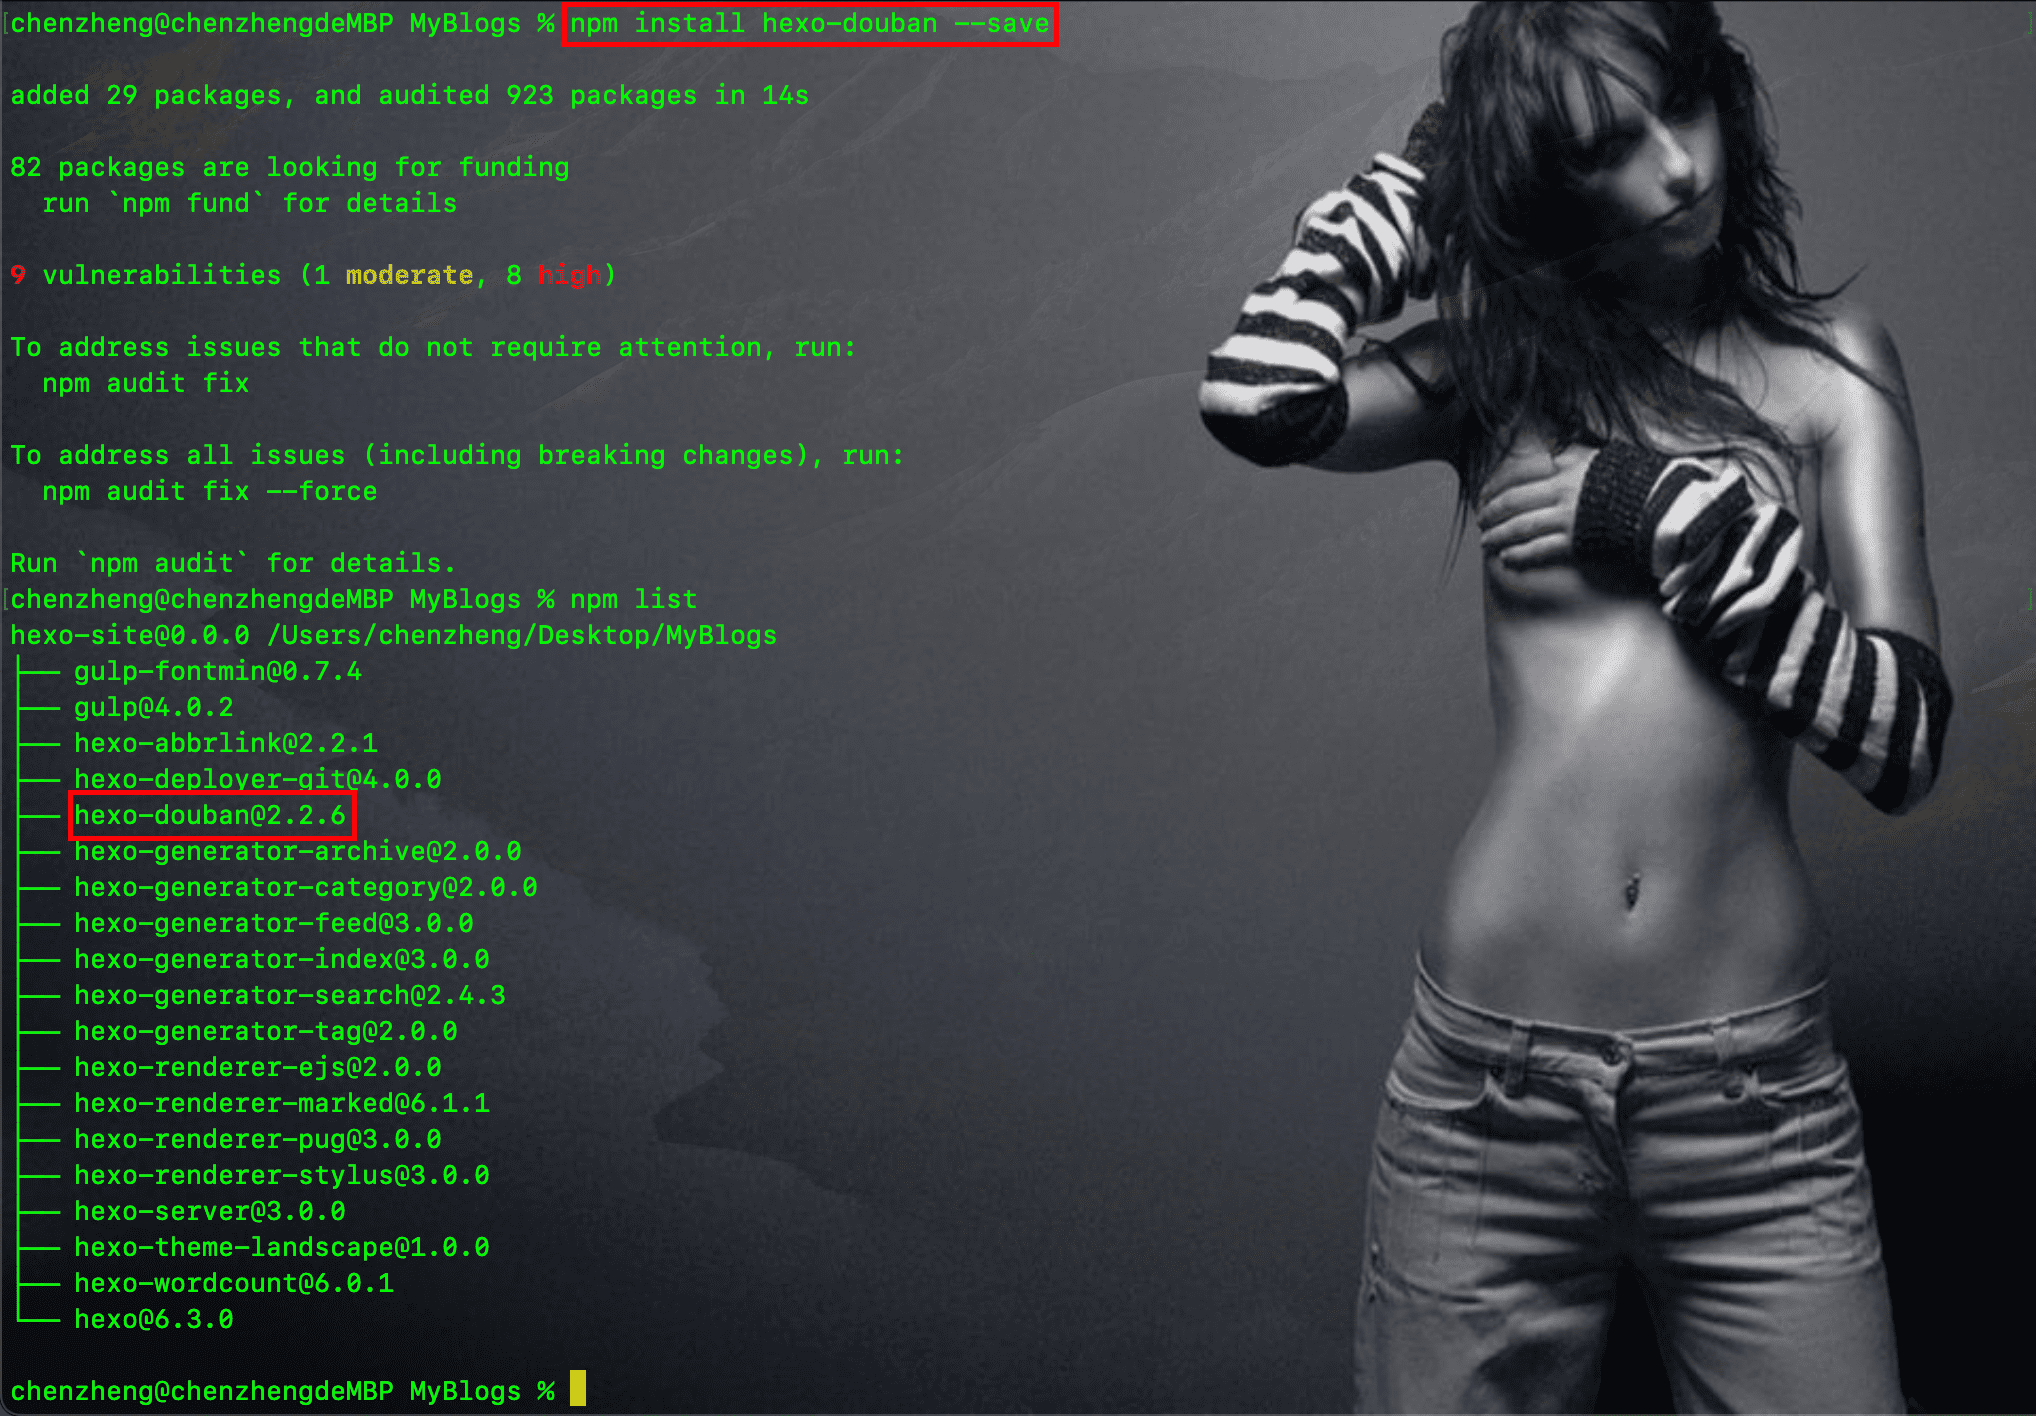 chenzheng@chenzhengdeMBP MyBlogs % npm install hexo-douban --save
added 29 packages, and audited 923 packages in 14s
82 packages are looking for funding
run `npm fund` for details
9 vulnerabilities (1 moderate, 8 high)
To address issues that do not require attention, run:
npm audit fix
To address all issues (including breaking changes), run:
npm audit fix --force
Run `npm audit` for details.
chenzheng@chenzhengdeMBP MyBlogs % npm list
hexo-site@0.0.0 /Users/chenzheng/Desktop/MyBlogs
├── gulp-fontmin@0.7.4
├── gulp@4.0.2
├── hexo-abbrlink@2.2.1
├── hexo-deployer-git@4.0.0
├── hexo-douban@2.2.6
├── hexo-generator-archive@2.0.0
├── hexo-generator-category@2.0.0
├── hexo-generator-feed@3.0.0
├── hexo-generator-index@3.0.0
├── hexo-generator-search@2.4.3
├── hexo-generator-tag@2.0.0
├── hexo-renderer-ejs@2.0.0
├── hexo-renderer-marked@6.1.1
├── hexo-renderer-pug@3.0.0
├── hexo-renderer-stylus@3.0.0
├── hexo-server@3.0.0
├── hexo-theme-landscape@1.0.0
├── hexo-wordcount@6.0.1
└── hexo@6.3.0
chenzheng@chenzhengdeMBP MyBlogs %